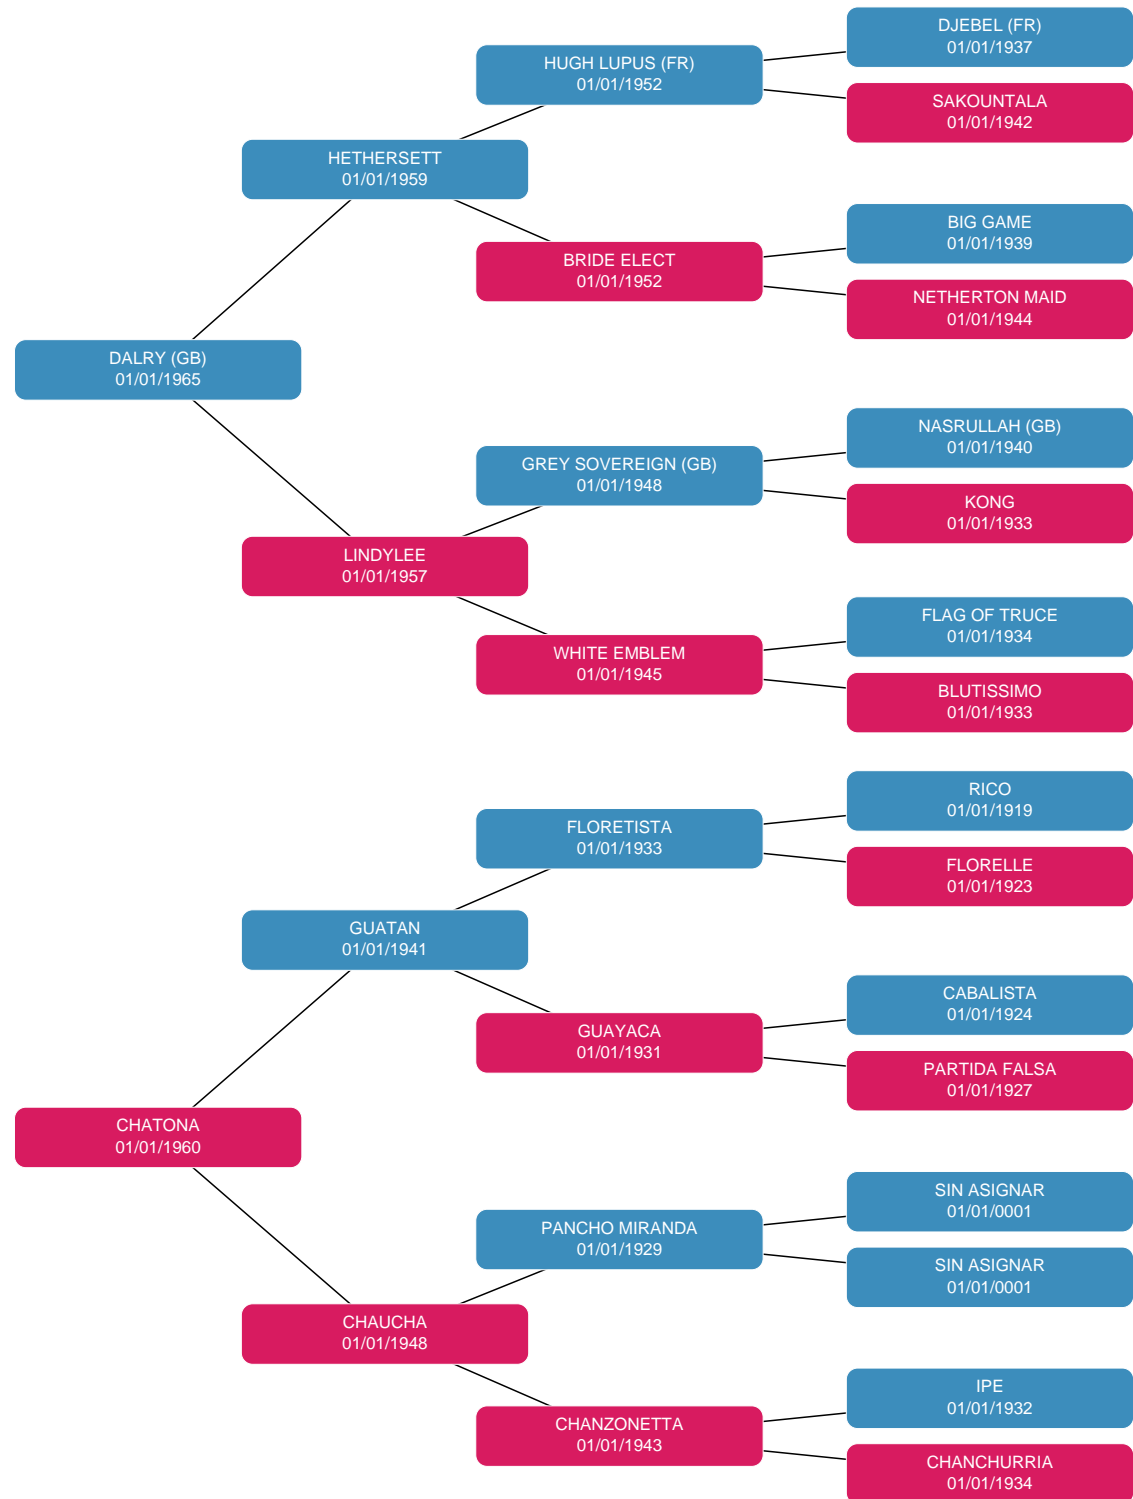 DJEBEL (FR)
01/01/1937
HUGH LUPUS (FR)
01/01/1952
SAKOUNTALA
01/01/1942
HETHERSETT
01/01/1959
BIG GAME
01/01/1939
BRIDE ELECT
01/01/1952
NETHERTON MAID
01/01/1944
DALRY (GB)
01/01/1965
NASRULLAH (GB)
01/01/1940
GREY SOVEREIGN (GB)
01/01/1948
KONG
01/01/1933
LINDYLEE
01/01/1957
FLAG OF TRUCE
01/01/1934
WHITE EMBLEM
01/01/1945
BLUTISSIMO
01/01/1933
RICO
01/01/1919
FLORETISTA
01/01/1933
FLORELLE
01/01/1923
GUATAN
01/01/1941
CABALISTA
01/01/1924
GUAYACA
01/01/1931
PARTIDA FALSA
01/01/1927
CHATONA
01/01/1960
SIN ASIGNAR
01/01/0001
PANCHO MIRANDA
01/01/1929
SIN ASIGNAR
01/01/0001
CHAUCHA
01/01/1948
IPE
01/01/1932
CHANZONETTA
01/01/1943
CHANCHURRIA
01/01/1934